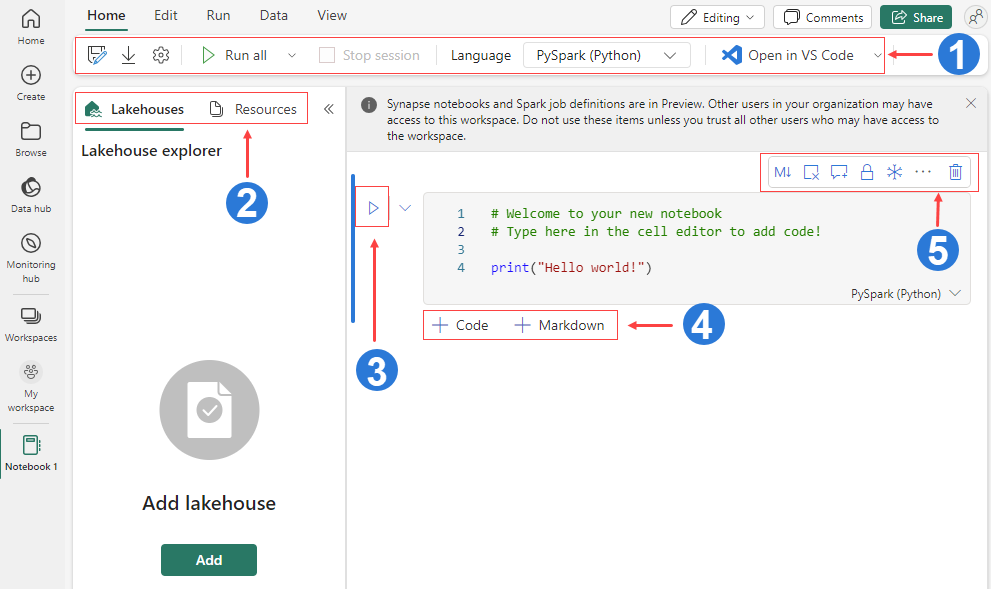 Home Edit Run Data View
Editing Comments Share
Run all Stop session Language PySpark (Python) Open in VS Code
1
Home
Create
Browse
Data hub
Monitoring
hub
Workspaces
My
workspace
Notebook 1
Lakehouses Resources
Lakehouse explorer
2
Add lakehouse
Add
Synapse notebooks and Spark job definitions are in Preview. Other users in your organization may have
access to this workspace. Do not use these items unless you trust all other users who may have access to
the workspace.
M↓ ...
5
1 # Welcome to your new notebook
2 # Type here in the cell editor to add code!
3
4 print("Hello world!")
PySpark (Python)
+ Code + Markdown
4
3